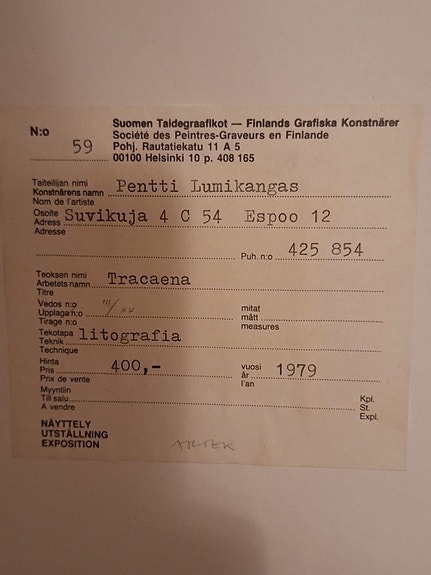 Suomen Taidegraafikot — Finlands Grafiska Konstnärer
N:o 59
Société des Peintres-Graveurs en Finlande
Pohj. Rautatiekatu 11 A 5
00100 Helsinki 10 p. 408 165
Taiteilijan nimi
Konstnärens namn Pentti Lumikangas
Nom de l'artiste
Osoite
Adress Suvikuja 4 C 54 Espoo 12
Adresse
Puh. n:o 425 854
Teoksen nimi
Arbetets namn Tracaena
Titre
Vedos n:o
Upplaga n:o III/XV
Tirage n:o
mitat
mått
measures
Tekotapa
Teknik litografia
Technique
Hinta
Pris 400,-
Prix de vente
vuosi
år 1979
l'an
Myyntiin
Till salu
A vendre
Kpl.
St.
Expl.
NÄYTTELY
UTSTÄLLNING
EXPOSITION